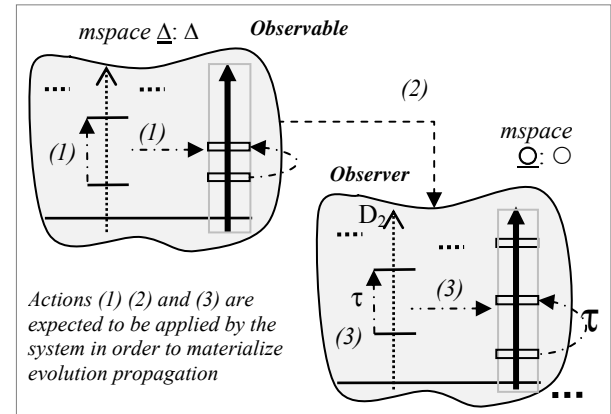 mspace Δ: Δ Observable
(2)
(1)
(1)
mspace
O: ○
Observer
D2
τ
(3)
(3)
τ
Actions (1) (2) and (3) are
expected to be applied by the
system in order to materialize
evolution propagation